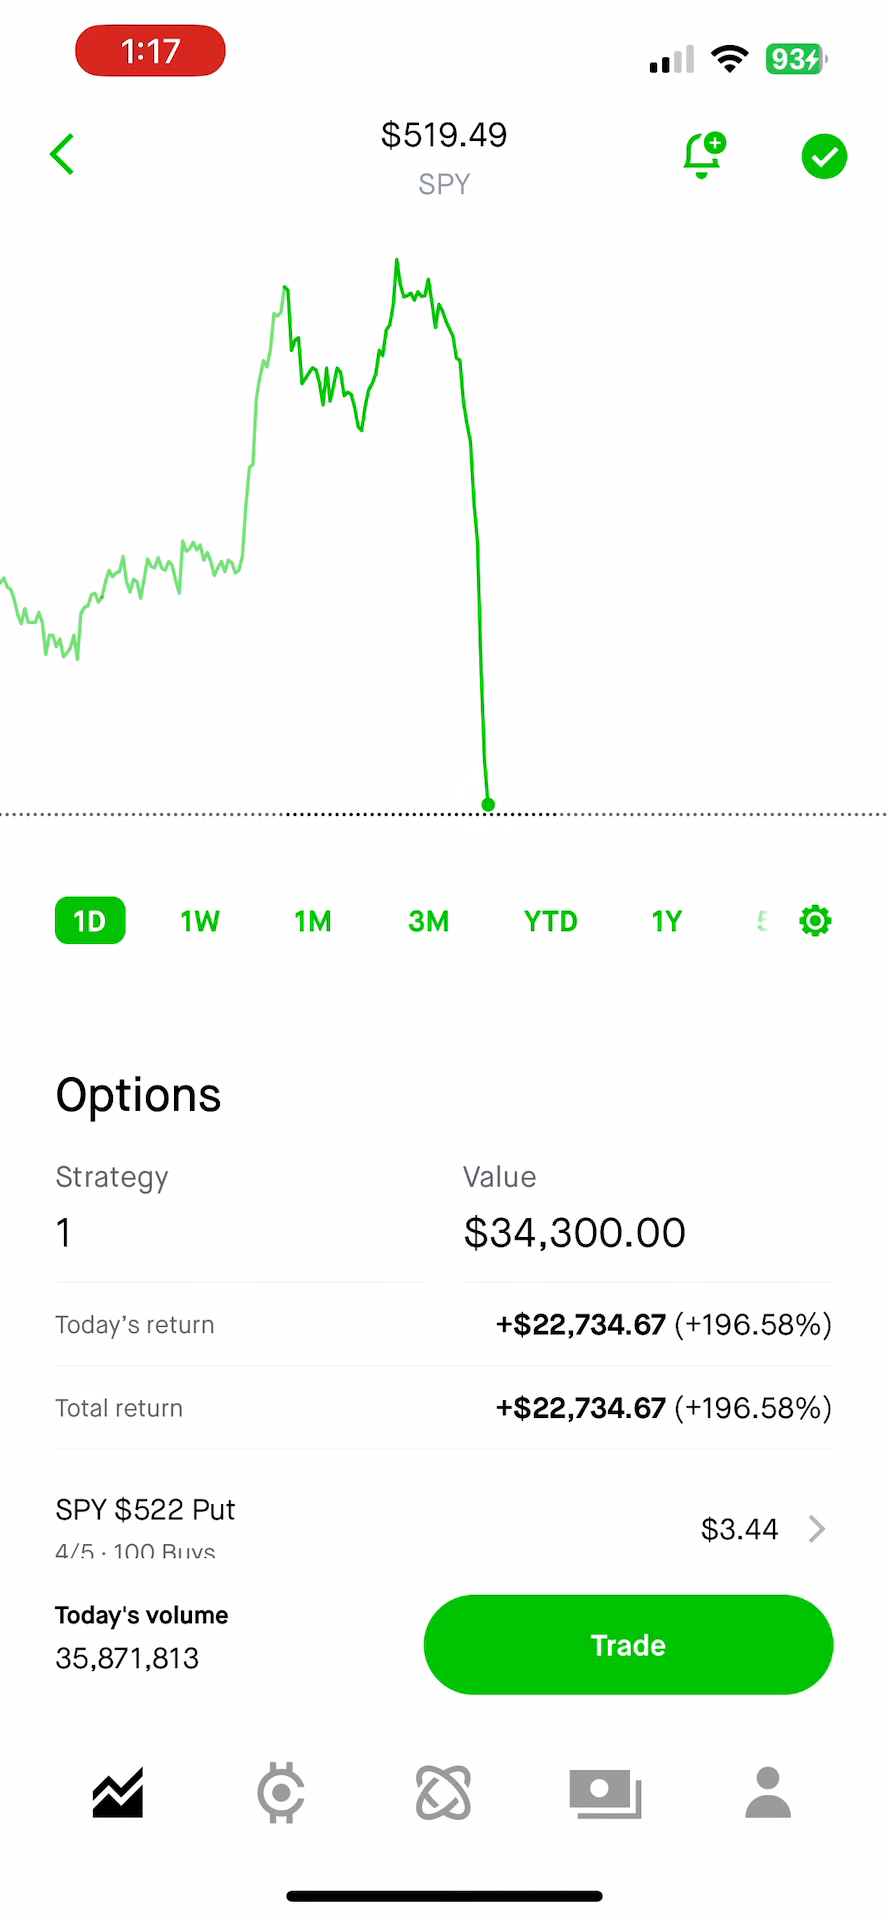 1:17
93
$519.49
SPY
1D 1W 1M 3M YTD 1Y
Options
Strategy Value
1 $34,300.00
Today's return +$22,734.67 (+196.58%)
Total return +$22,734.67 (+196.58%)
SPY $522 Put $3.44
4/5 · 100 Buys
Today's volume
35,871,813
Trade